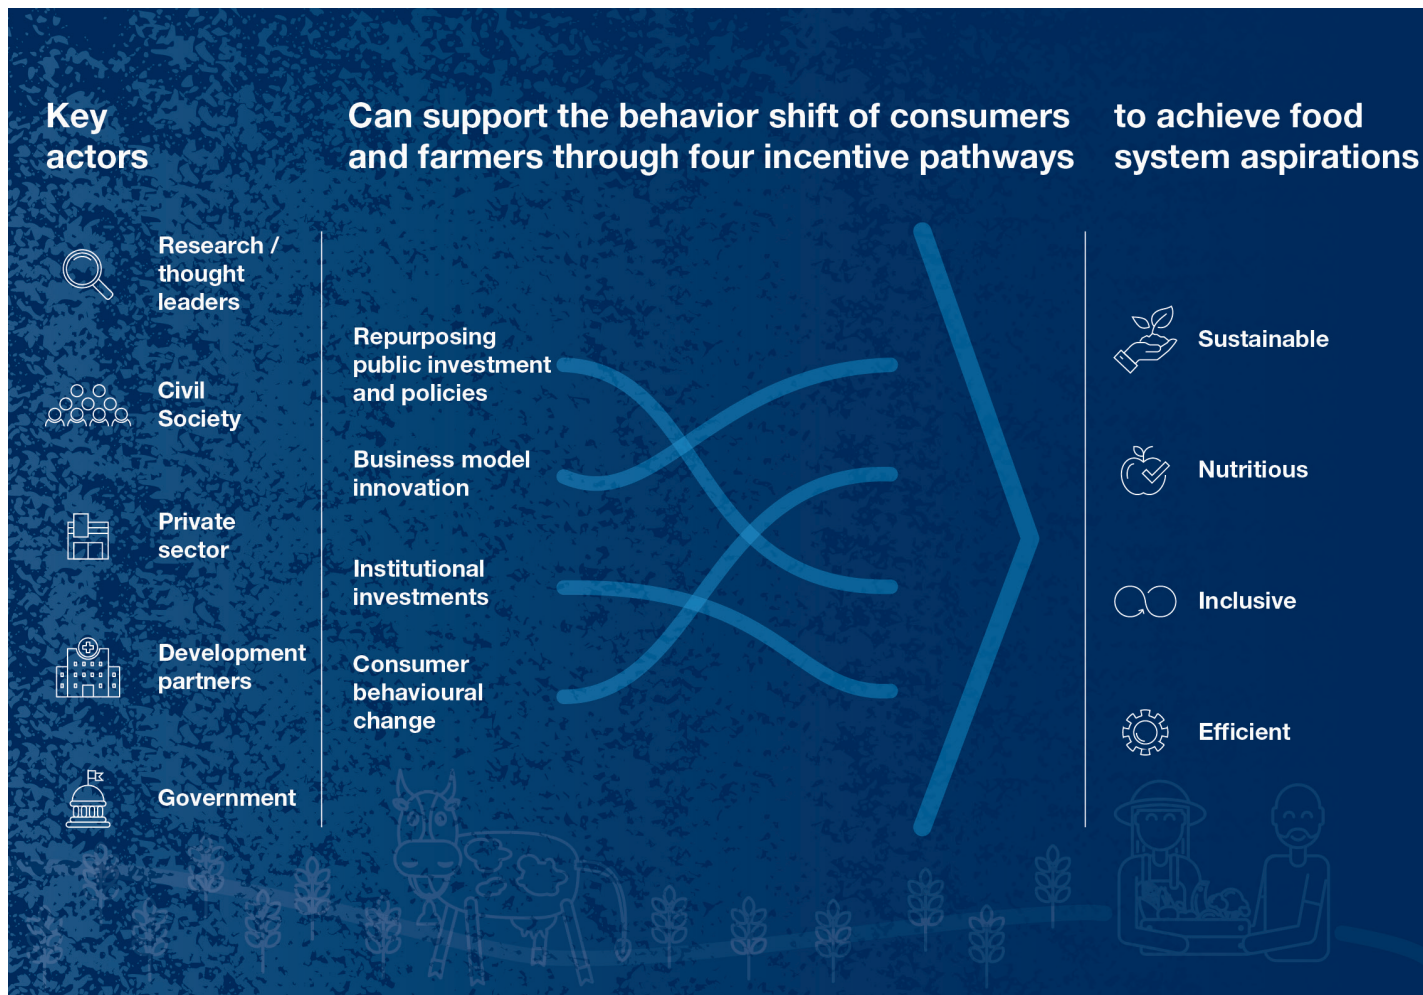 Key
actors
Can support the behavior shift of consumers
and farmers through four incentive pathways
to achieve food
system aspirations
Research /
thought
leaders
Civil
Society
Private
sector
Development
partners
Government
Repurposing
public investment
and policies
Business model
innovation
Institutional
investments
Consumer
behavioural
change
Sustainable
Nutritious
Inclusive
Efficient